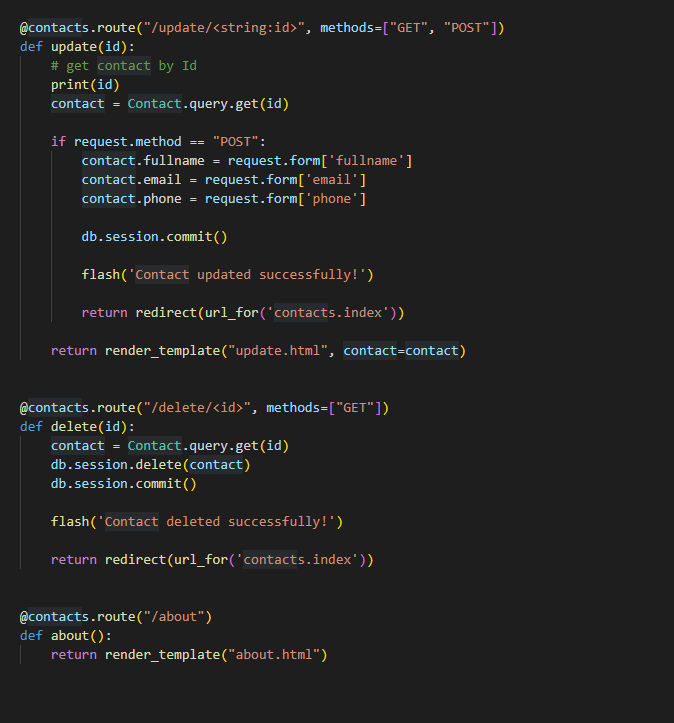 @contacts.route("/update/<string:id>", methods=["GET", "POST"])
def update(id):
    # get contact by Id
    print(id)
    contact = Contact.query.get(id)

    if request.method == "POST":
        contact.fullname = request.form['fullname']
        contact.email = request.form['email']
        contact.phone = request.form['phone']

        db.session.commit()

        flash('Contact updated successfully!')

        return redirect(url_for('contacts.index'))

    return render_template("update.html", contact=contact)


@contacts.route("/delete/<id>", methods=["GET"])
def delete(id):
    contact = Contact.query.get(id)
    db.session.delete(contact)
    db.session.commit()

    flash('Contact deleted successfully!')

    return redirect(url_for('contacts.index'))


@contacts.route("/about")
def about():
    return render_template("about.html")